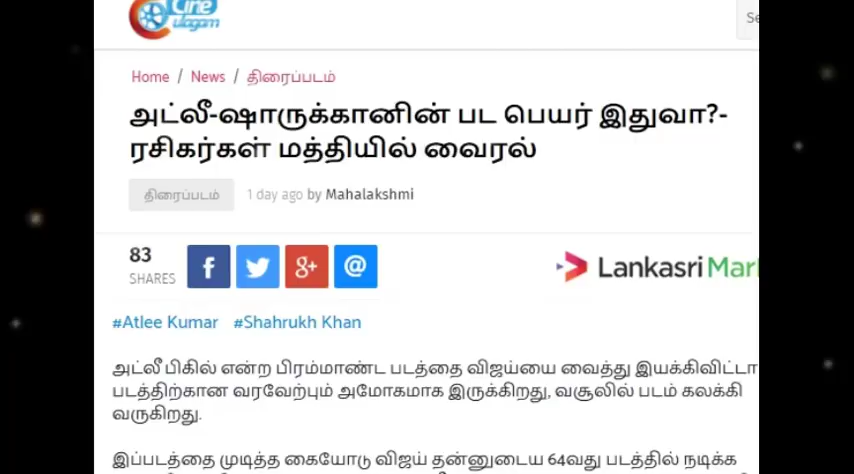 Cine
ulagam
Se
Home / News / திரைப்படம்
அட்லீ-ஷாருக்கானின் பட பெயர் இதுவா?-
ரசிகர்கள் மத்தியில் வைரல்
திரைப்படம் 1 day ago by Mahalakshmi
83
SHARES
Lankasri Mar
#Atlee Kumar #Shahrukh Khan
அட்லீ பிகில் என்ற பிரம்மாண்ட படத்தை விஜய்யை வைத்து இயக்கிவிட்டா
படத்திற்கான வரவேற்பும் அமோகமாக இருக்கிறது, வசூலில் படம் கலக்கி
வருகிறது.
இப்படத்தை முடித்த கையோடு விஜய் தன்னுடைய 64வது படத்தில் நடிக்க